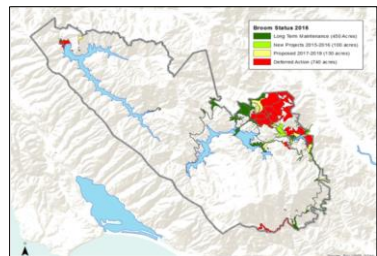 Broom Status 2016
Long Term Maintenance (450 Acres)
New Projects 2015-2016 (100 acres)
Proposed 2017-2019 (130 acres)
Deferred Action (740 acres)